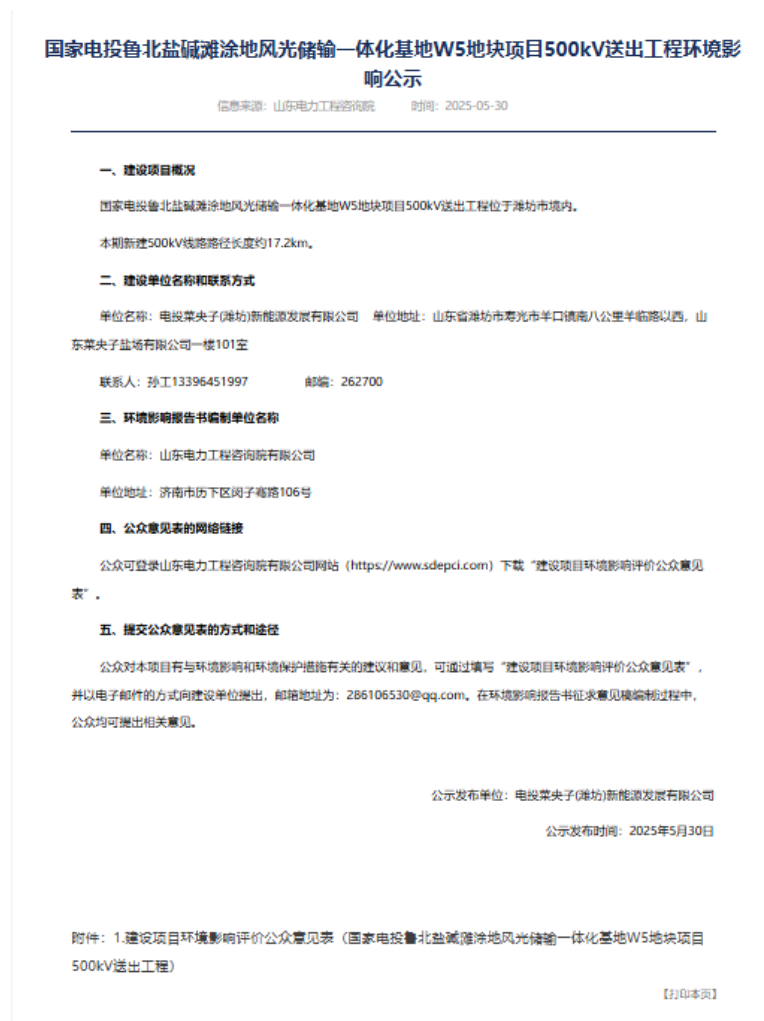 国家电投鲁北盐碱滩涂地风光储输一体化基地W5地块项目500kV送出工程环境影
响公示
信息来源：山东电力工程咨询院 时间：2025-05-30
一、建设项目概况
国家电投鲁北盐碱滩涂地风光储输一体化基地W5地块项目500kV送出工程位于潍坊市境内。
本期新建500kV线路路径长度约17.2km。
二、建设单位名称和联系方式
单位名称：电投菜央子(潍坊)新能源发展有限公司 单位地址：山东省潍坊市寿光市羊口镇南八公里羊临路以西，山
东菜央子盐场有限公司一楼101室
联系人：孙工13396451997 邮编：262700
三、环境影响报告书编制单位名称
单位名称：山东电力工程咨询院有限公司
单位地址：济南市历下区闵子骞路106号
四、公众意见表的网络链接
公众可登录山东电力工程咨询院有限公司网站（https://www.sdepci.com）下载“建设项目环境影响评价公众意见
表”。
五、提交公众意见表的方式和途径
公众对本项目有与环境影响和环境保护措施有关的建议和意见，可通过填写“建设项目环境影响评价公众意见表”，
并以电子邮件的方式向建设单位提出，邮箱地址为：286106530@qq.com。在环境影响报告书征求意见稿编制过程中，
公众均可提出相关意见。
公示发布单位：电投菜央子(潍坊)新能源发展有限公司
公示发布时间：2025年5月30日
附件：1.建设项目环境影响评价公众意见表（国家电投鲁北盐碱滩涂地风光储输一体化基地W5地块项目
500kV送出工程）
【打印本页】